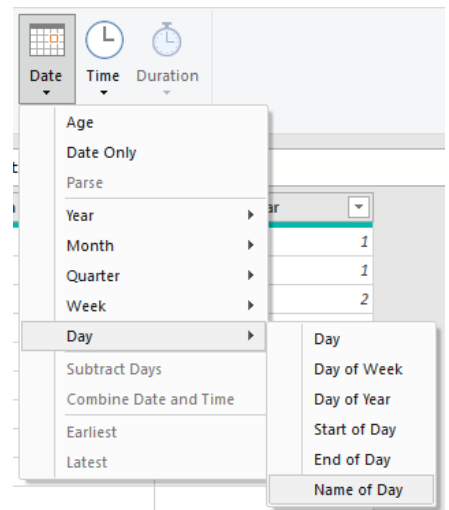 Date
Time
Duration
Age
Date Only
Parse
Year
Month
Quarter
Week
Day
Subtract Days
Combine Date and Time
Earliest
Latest
ar
1
1
2
Day
Day of Week
Day of Year
Start of Day
End of Day
Name of Day